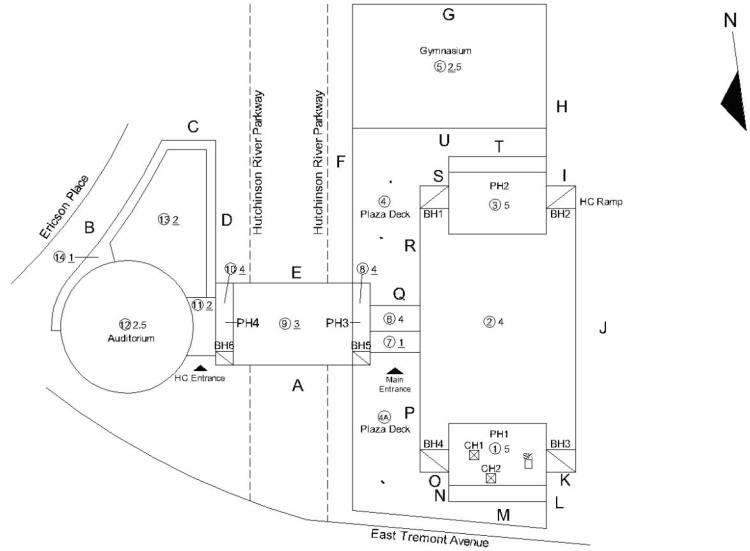 G
N
Gymnasium
5 2.5
H
Hutchinson River Parkway
Hutchinson River Parkway
C
U
T
F
S
I
PH2
3 5
HC Ramp
BH1
BH2
4
Plaza Deck
Ericson Place
B
13 2
D
14 1
R
10 4
E
8 4
Q
11 2
12 2.5
Auditorium
PH4
9 3
PH3
6 4
2 4
J
7 1
BH6
BH5
HC Entrance
A
Main
Entrance
4A
Plaza Deck
P
PH1
BH4
CH1
1 5
SK
BH3
CH2
O
K
N
L
M
East Tremont Avenue